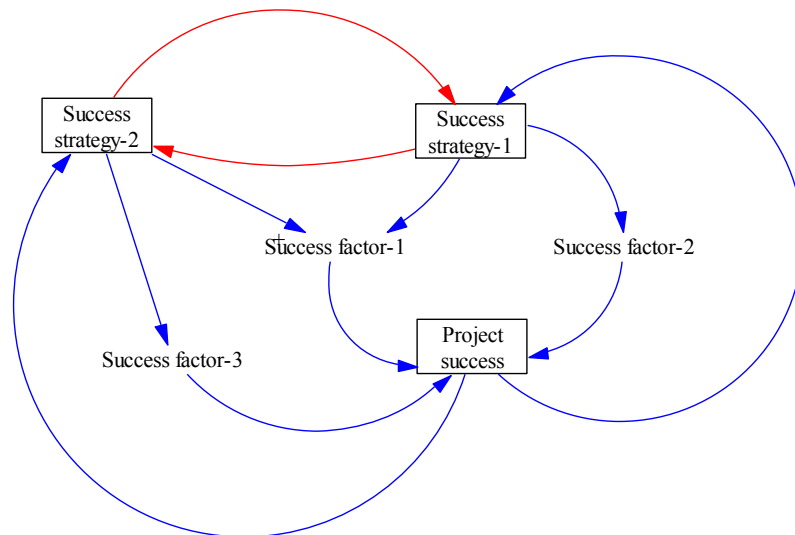 Success
strategy-2
Success
strategy-1
+
Success factor-1
Success factor-2
Project
success
Success factor-3